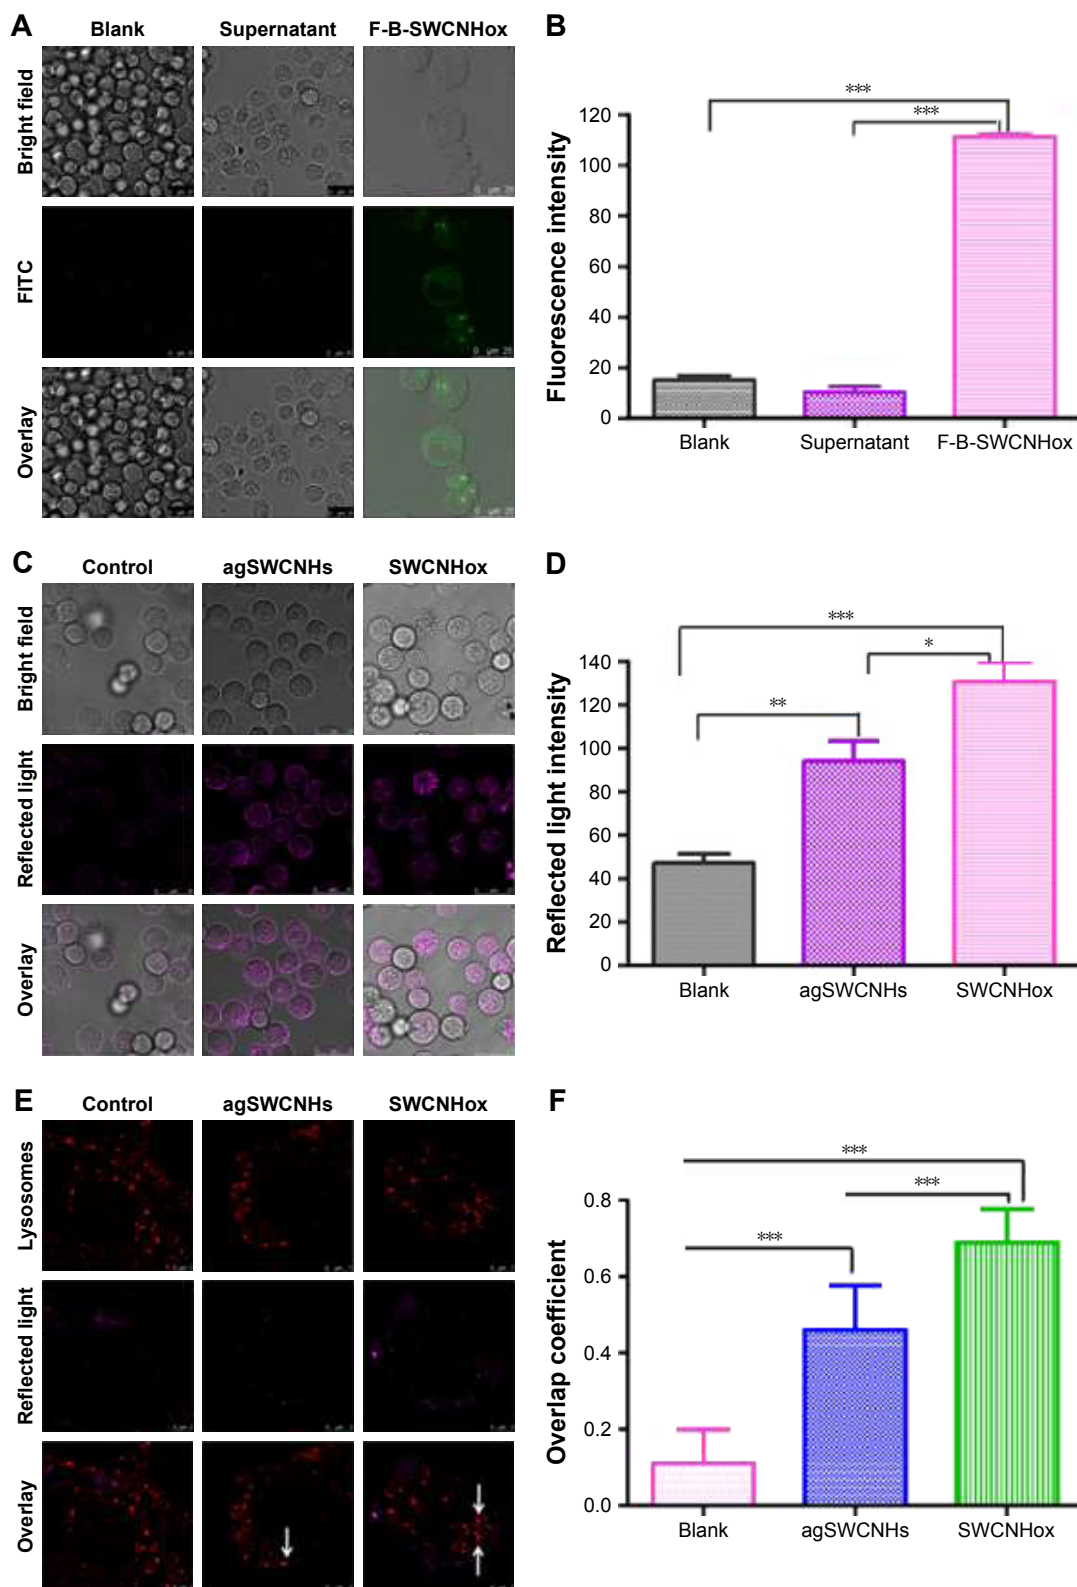 A
Blank Supernatant F-B-SWCNHox
Bright field
FITC
Overlay
B
Fluorescence intensity
120
100
80
60
40
20
0
***
***
Blank Supernatant F-B-SWCNHox
C
Control agSWCNHs SWCNHox
Bright field
Reflected light
Overlay
D
Reflected light intensity
140
120
100
80
60
40
20
0
***
*
**
Blank agSWCNHs SWCNHox
E
Control agSWCNHs SWCNHox
Lysosomes
Reflected light
Overlay
F
Overlap coefficient
0.8
0.6
0.4
0.2
0.0
***
***
***
Blank agSWCNHs SWCNHox